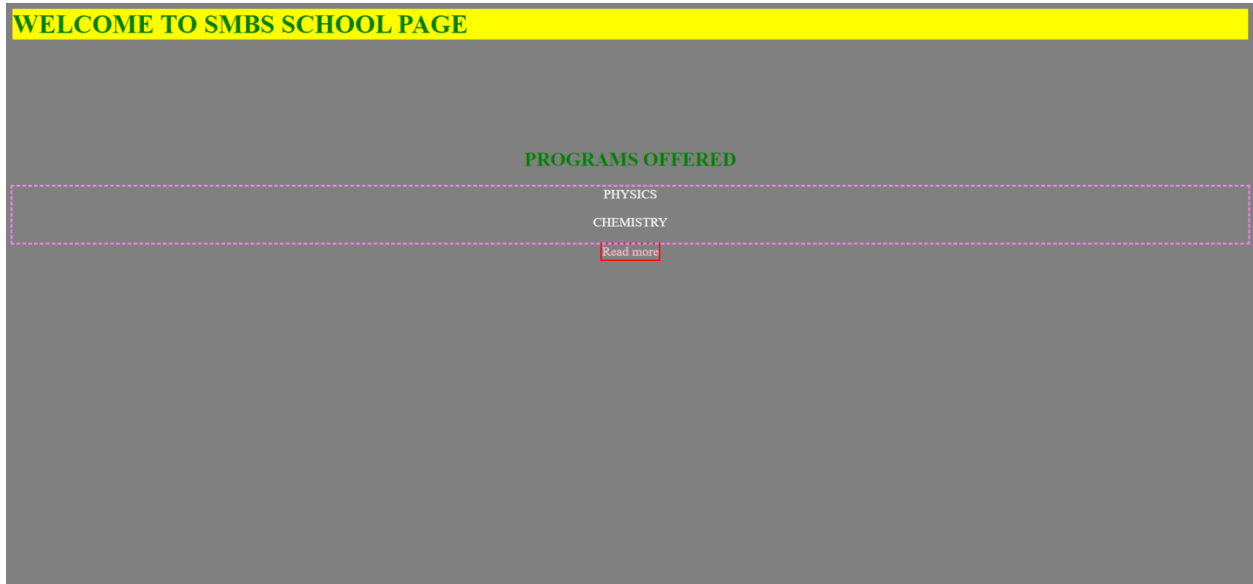 WELCOME TO SMBS SCHOOL PAGE
PROGRAMS OFFERED
PHYSICS
CHEMISTRY
Read more